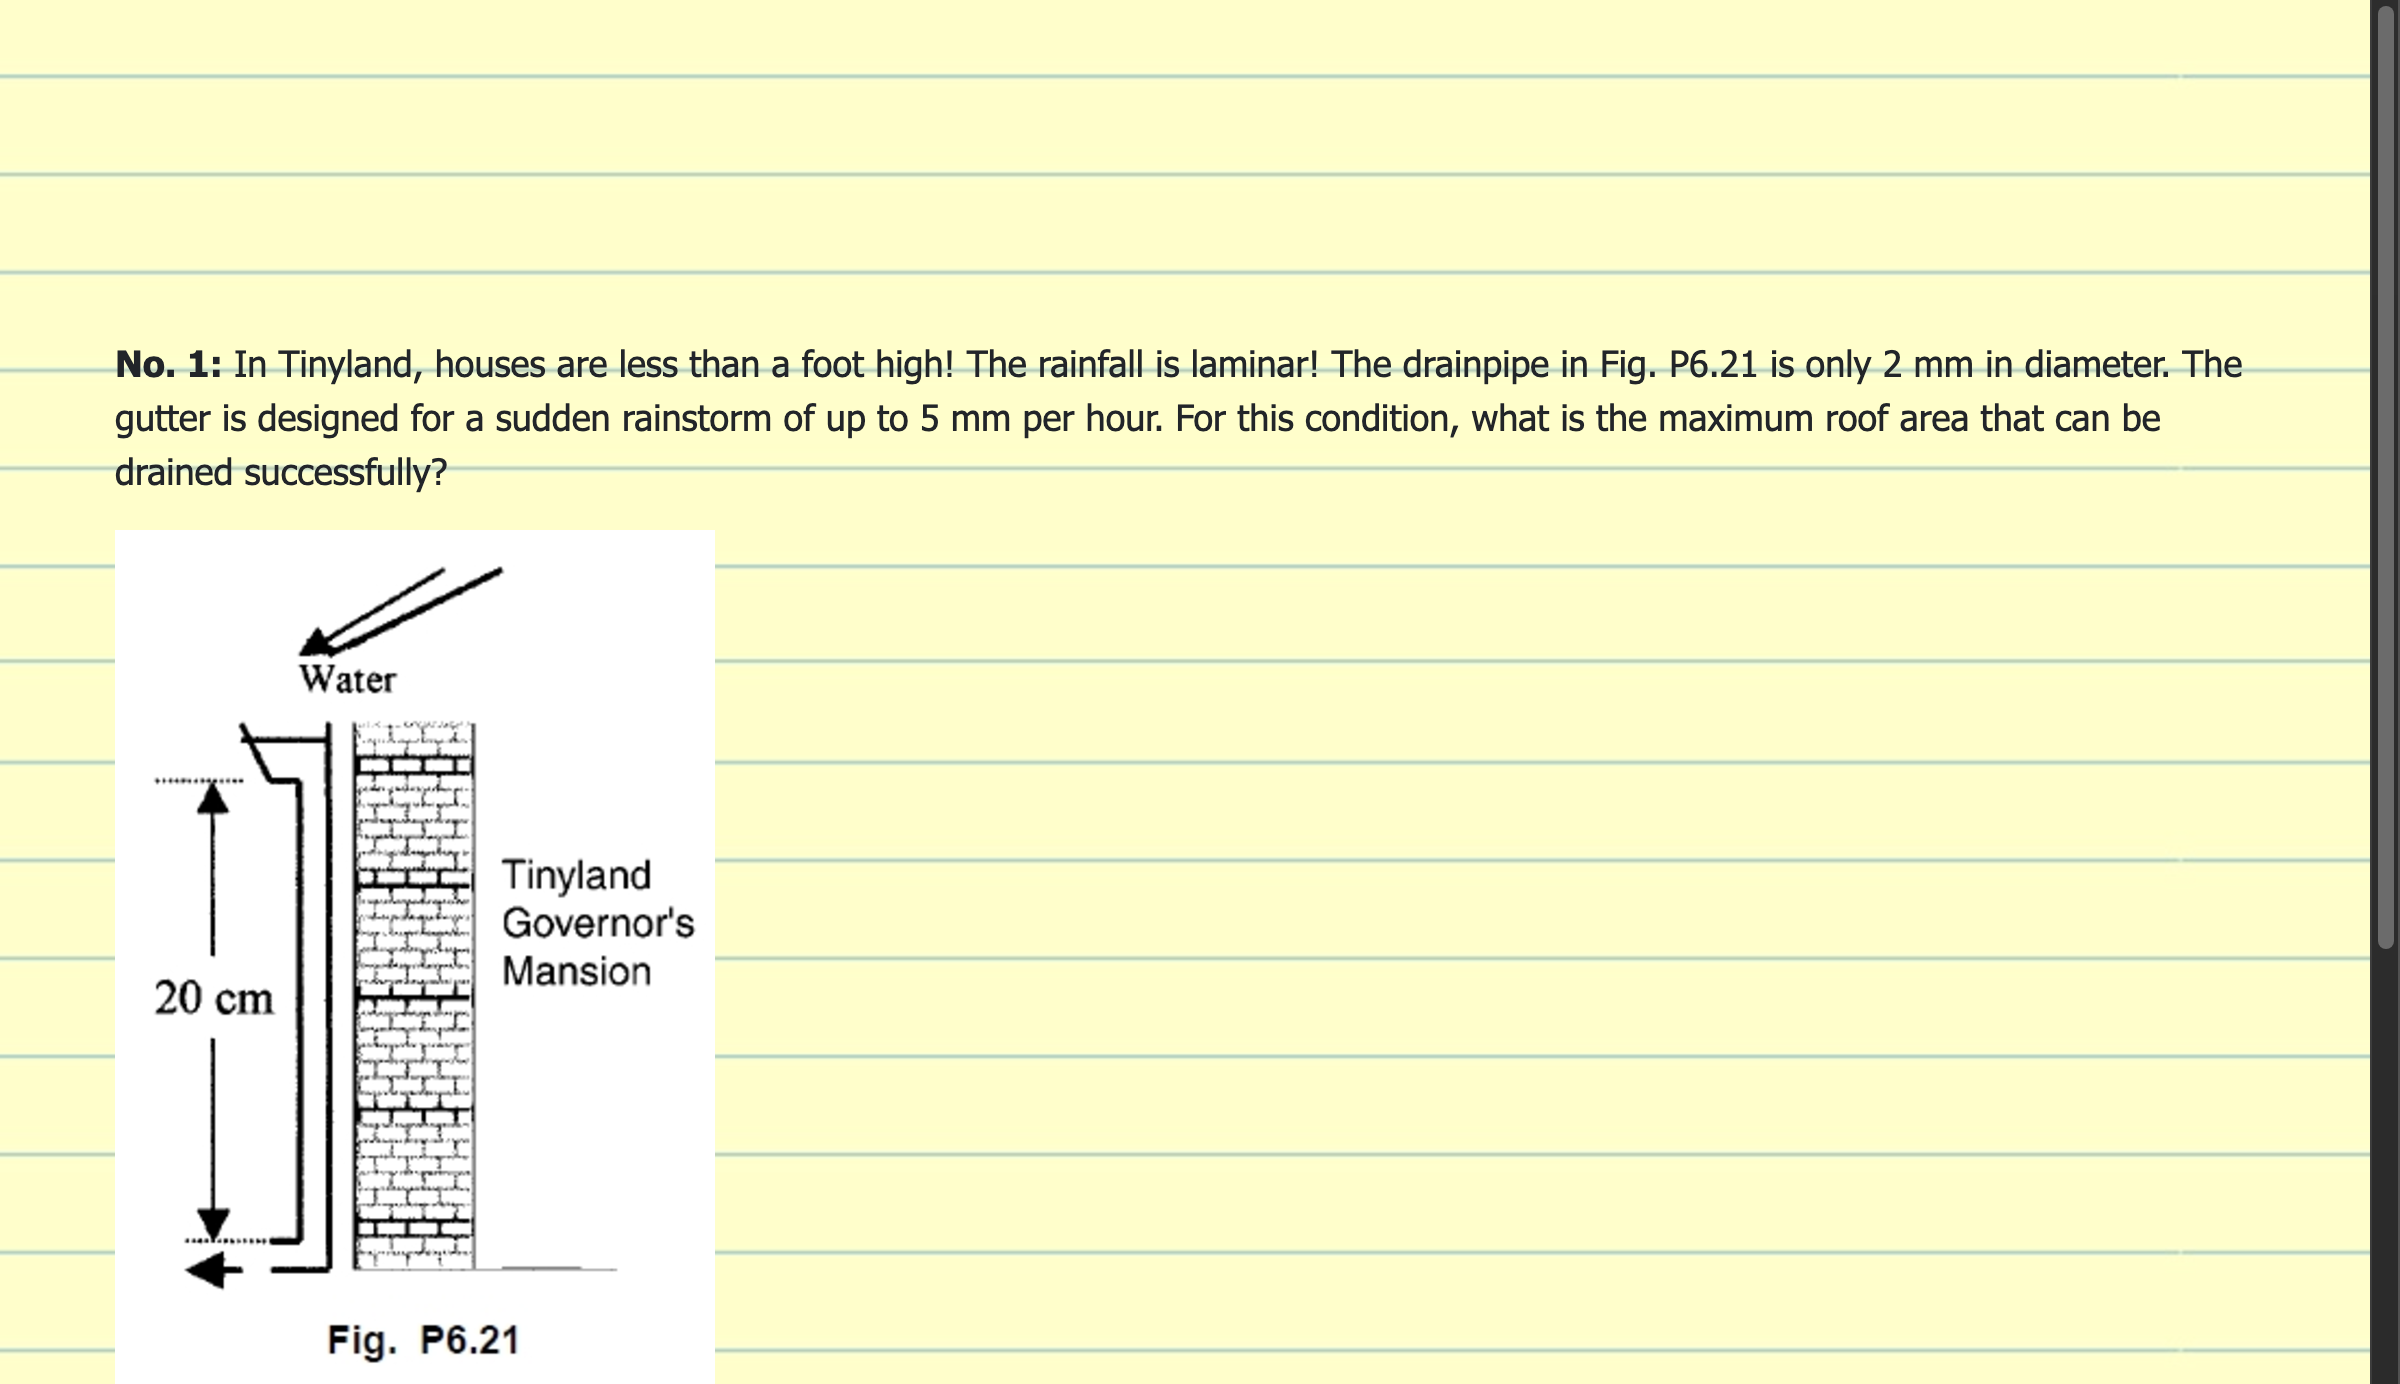 No. 1: In Tinyland, houses are less than a foot high! The rainfall is laminar! The drainpipe in Fig. P6.21 is only 2 mm in diameter. The
gutter is designed for a sudden rainstorm of up to 5 mm per hour. For this condition, what is the maximum roof area that can be
drained successfully?
Water
Tinyland
Governor's
Mansion
20 cm
Fig. P6.21